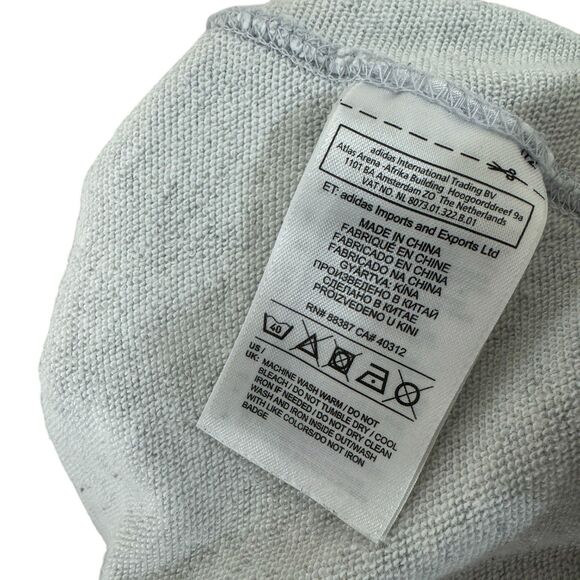 adidas International Trading BV
Atlas Arena -Afrika Building Hoogoorddreef 9a
1101 BA Amsterdam ZO The Netherlands
VAT NO. NL 8073.01.322.B.01
ET: adidas Imports and Exports Ltd
MADE IN CHINA
FABRIQUÉ EN CHINE
FABRICADO EN CHINA
FABRICADO NA CHINA
GYÁRTVA: KÍNA
ПРОИЗВЕДЕНО В КИТАЙ
СДЕЛАНО В КИТАЕ
PROIZVEDENO U KINI
RN# 88387 CA# 40312
40
US /
UK: MACHINE WASH WARM / DO NOT
BLEACH / DO NOT TUMBLE DRY / COOL
IRON IF NEEDED / DO NOT DRY CLEAN
WASH AND IRON INSIDE OUT/WASH
WITH LIKE COLORS/DO NOT IRON
BADGE